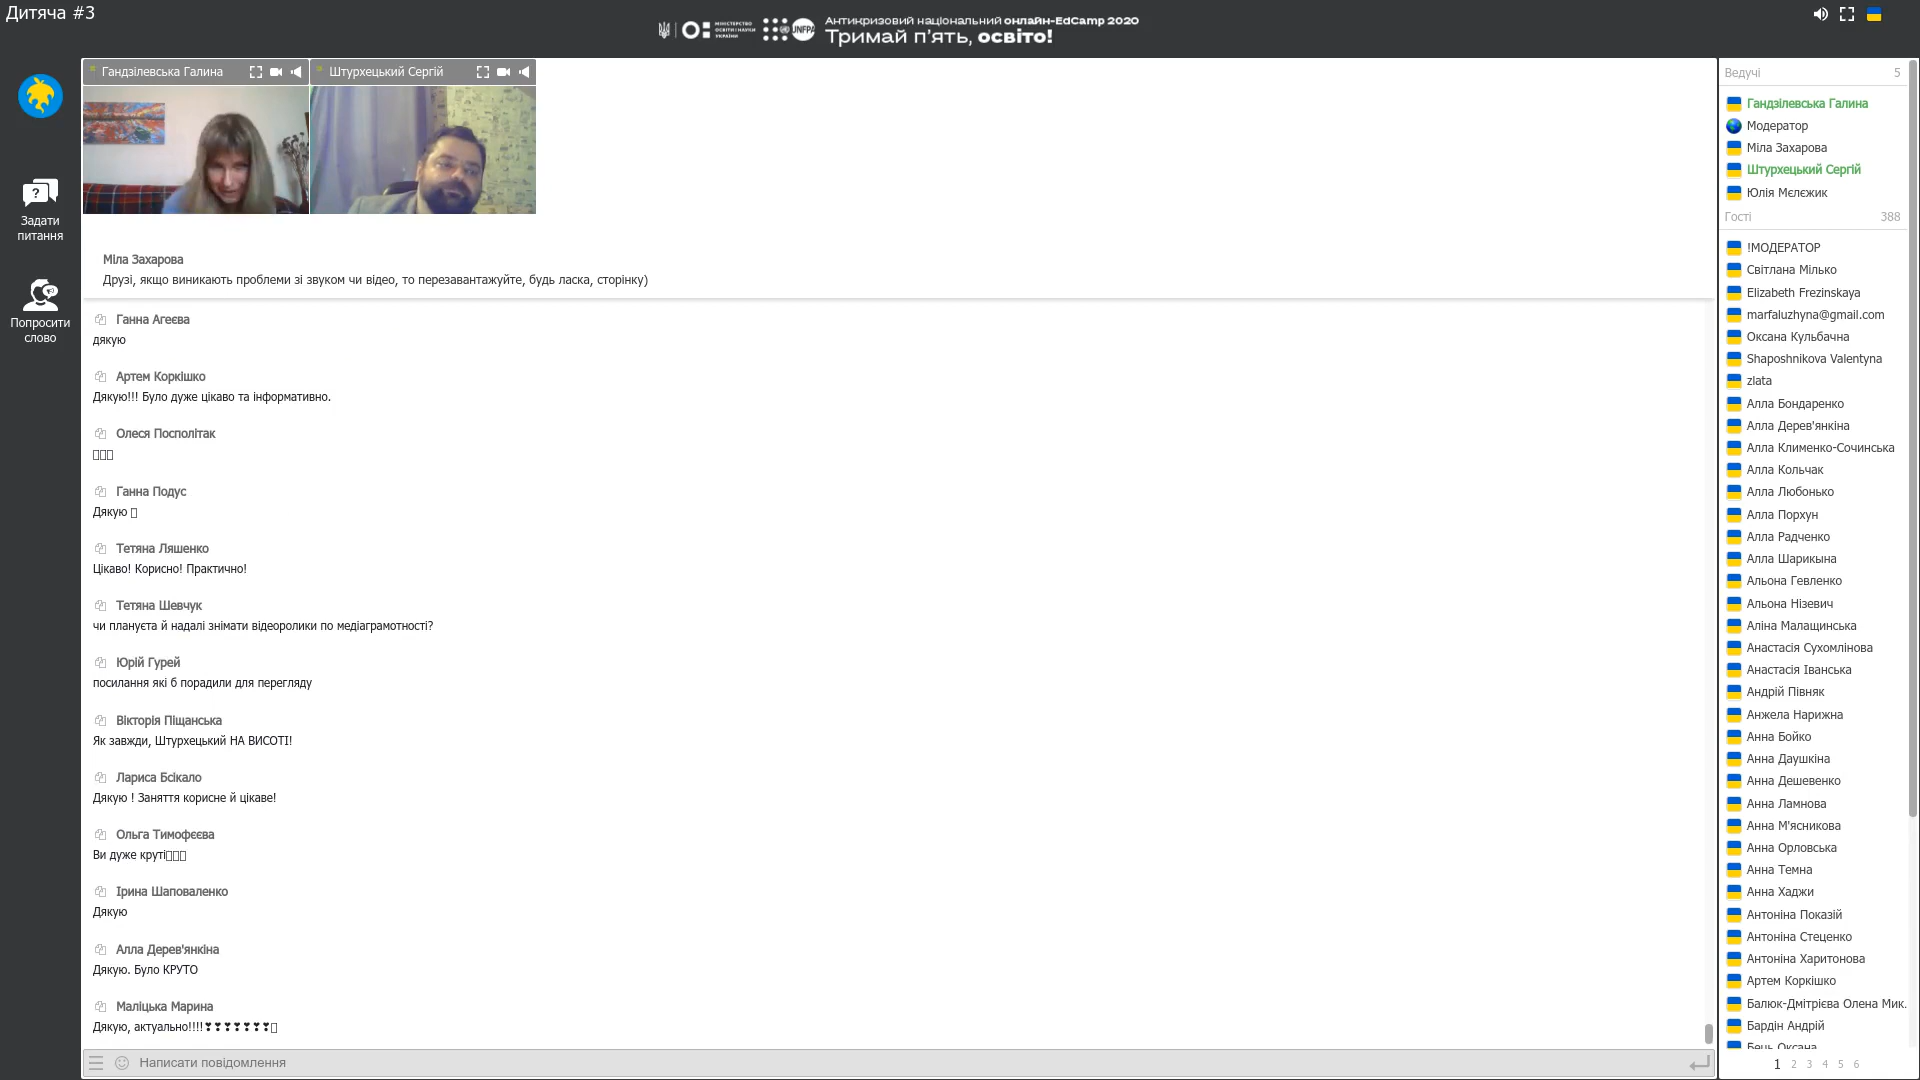 Дитяча #3
МІНІСТЕРСТВО
ОСВІТИ І НАУКИ
УКРАЇНИ
UNFPA
Антикризовий національний онлайн-EdCamp 2020
Тримай п'ять, освіто!
Задати
питання
Попросити
слово
Гандзілевська Галина
Штурхецький Сергій
Міла Захарова
Друзі, якщо виникають проблеми зі звуком чи відео, то перезавантажуйте, будь ласка, сторінку)
Ганна Агеєва
дякую
Артем Коркішко
Дякую!!! Було дуже цікаво та інформативно.
Олеся Посполітак
Ганна Подус
Дякую
Тетяна Ляшенко
Цікаво! Корисно! Практично!
Тетяна Шевчук
чи плануєта й надалі знімати відеоролики по медіаграмотності?
Юрій Гурей
посилання які б порадили для перегляду
Вікторія Піщанська
Як завжди, Штурхецький НА ВИСОТІ!
Лариса Бсікало
Дякую ! Заняття корисне й цікаве!
Ольга Тимофєєва
Ви дуже круті
Ірина Шаповаленко
Дякую
Алла Дерев'янкіна
Дякую. Було КРУТО
Маліцька Марина
Дякую, актуально!!!!❣❣❣❣❣❣❣
Написати повідомлення
Ведучі 5
Гандзілевська Галина
Модератор
Міла Захарова
Штурхецький Сергій
Юлія Мєлєжик
Гості 388
!МОДЕРАТОР
Світлана Мілько
Elizabeth Frezinskaya
marfaluzhyna@gmail.com
Оксана Кульбачна
Shaposhnikova Valentyna
zlata
Алла Бондаренко
Алла Дерев'янкіна
Алла Клименко-Сочинська
Алла Кольчак
Алла Любонько
Алла Порхун
Алла Радченко
Алла Шарикына
Альона Гевленко
Альона Нізевич
Аліна Малащинська
Анастасія Сухомлінова
Анастасія Іванська
Андрій Півняк
Анжела Нарижна
Анна Бойко
Анна Даушкіна
Анна Дешевенко
Анна Ламнова
Анна М'ясникова
Анна Орловська
Анна Темна
Анна Хаджи
Антоніна Показій
Антоніна Стеценко
Антоніна Харитонова
Артем Коркішко
Балюк-Дмітрієва Олена Мик.
Бардін Андрій
Бець Оксана
1 2 3 4 5 6